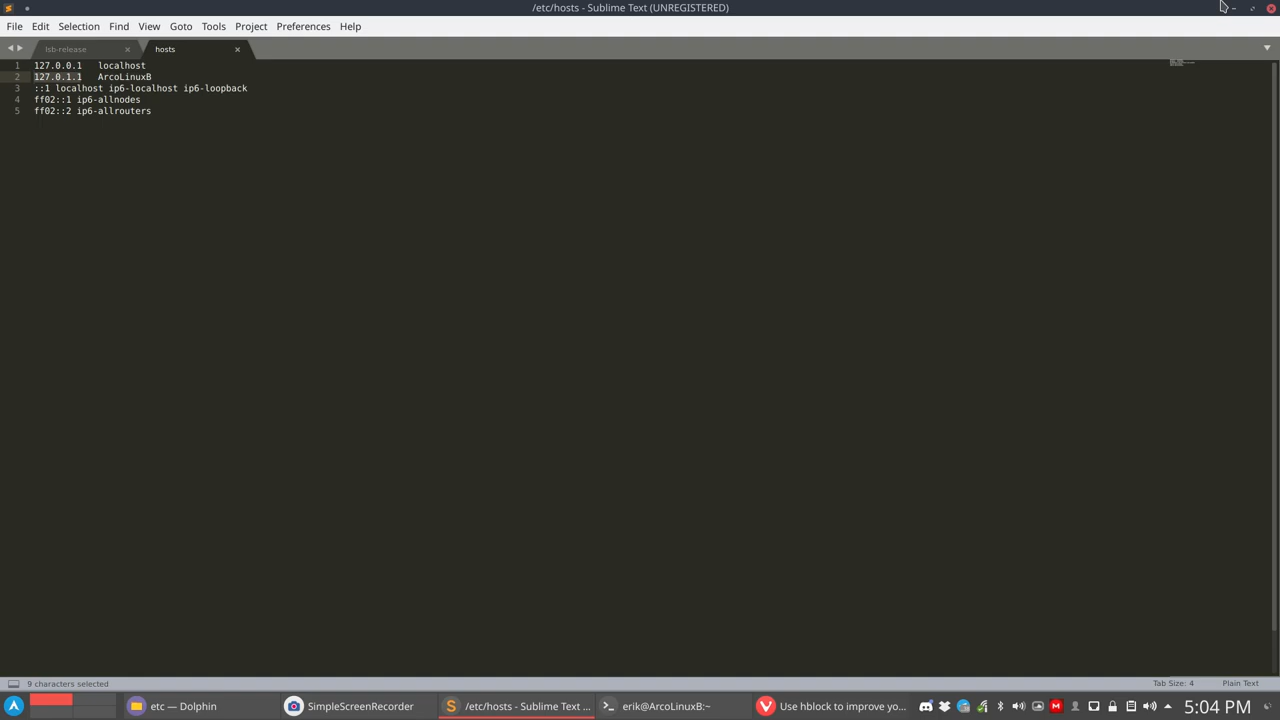 /etc/hosts - Sublime Text (UNREGISTERED)
File Edit Selection Find View Goto Tools Project Preferences Help
lsb-release hosts
1 127.0.0.1 localhost
2 127.0.1.1 ArcoLinuxB
3 ::1 localhost ip6-localhost ip6-loopback
4 ff02::1 ip6-allnodes
5 ff02::2 ip6-allrouters
9 characters selected Tab Size: 4 Plain Text
etc — Dolphin SimpleScreenRecorder /etc/hosts - Sublime Text ... erik@ArcoLinuxB:~ Use hblock to improve yo... 5:04 PM